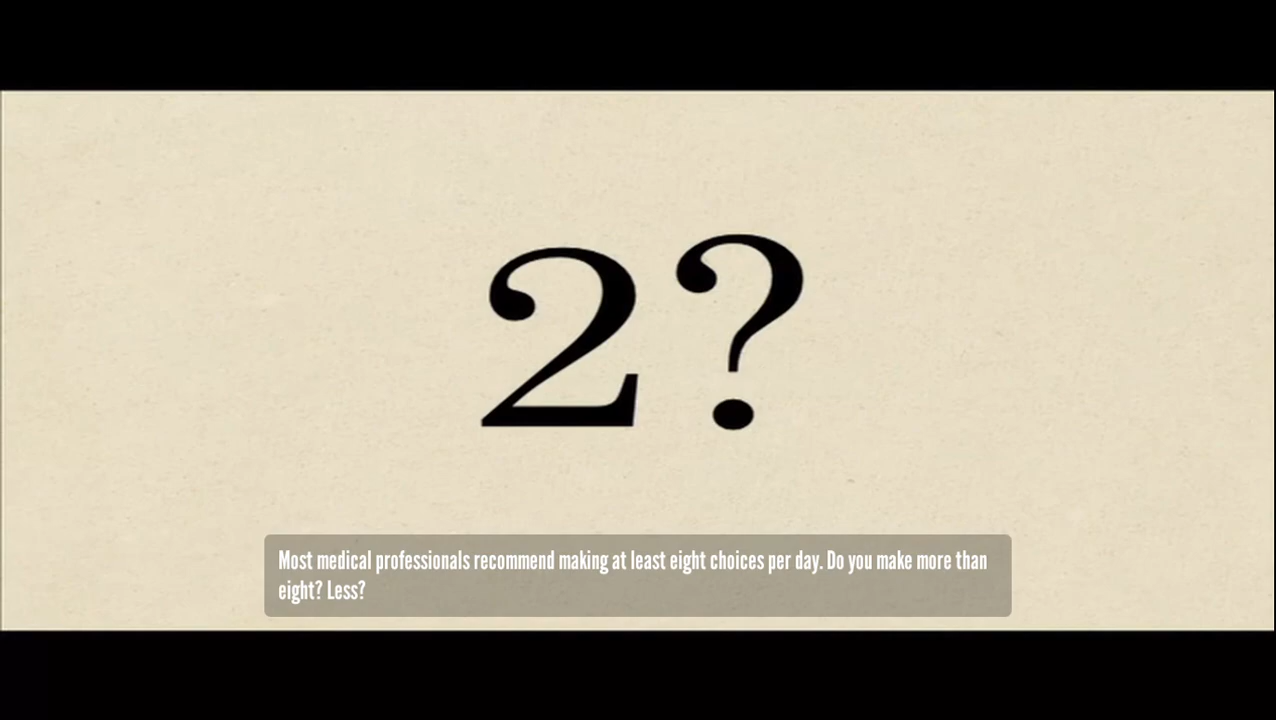 2?
Most medical professionals recommend making at least eight choices per day. Do you make more than
eight? Less?